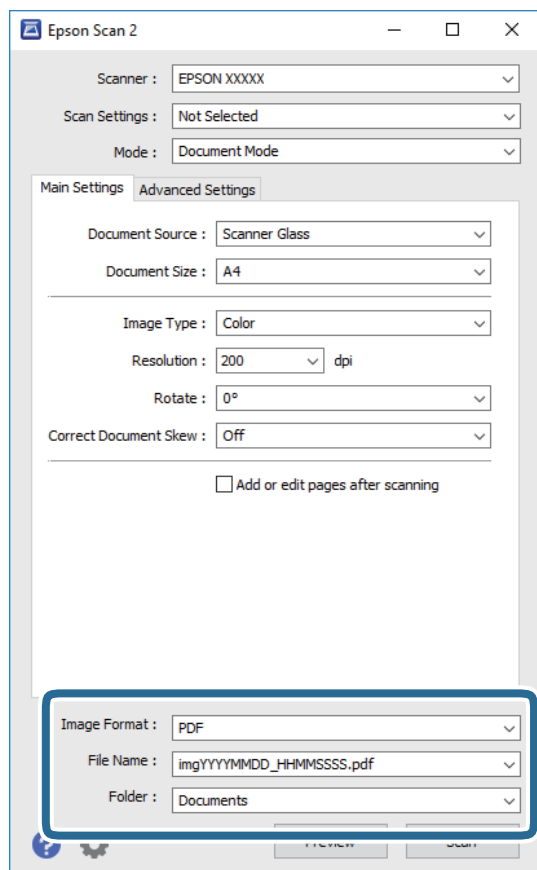 Epson Scan 2
Scanner : EPSON XXXXX
Scan Settings : Not Selected
Mode : Document Mode
Main Settings Advanced Settings
Document Source : Scanner Glass
Document Size : A4
Image Type : Color
Resolution : 200 dpi
Rotate : 0°
Correct Document Skew : Off
Add or edit pages after scanning
Image Format : PDF
File Name : imgYYYYMMDD_HHMMSSSS.pdf
Folder : Documents
? Preview Scan